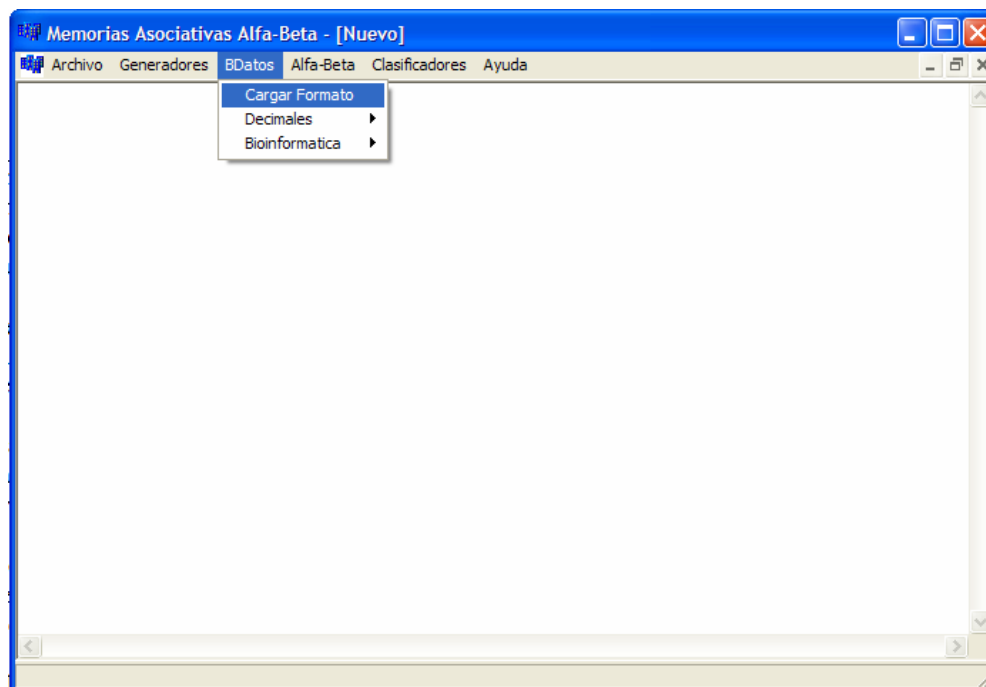 Memorias Asociativas Alfa-Beta - [Nuevo]
Archivo Generadores BDatos Alfa-Beta Clasificadores Ayuda
Cargar Formato
Decimales
Bioinformatica